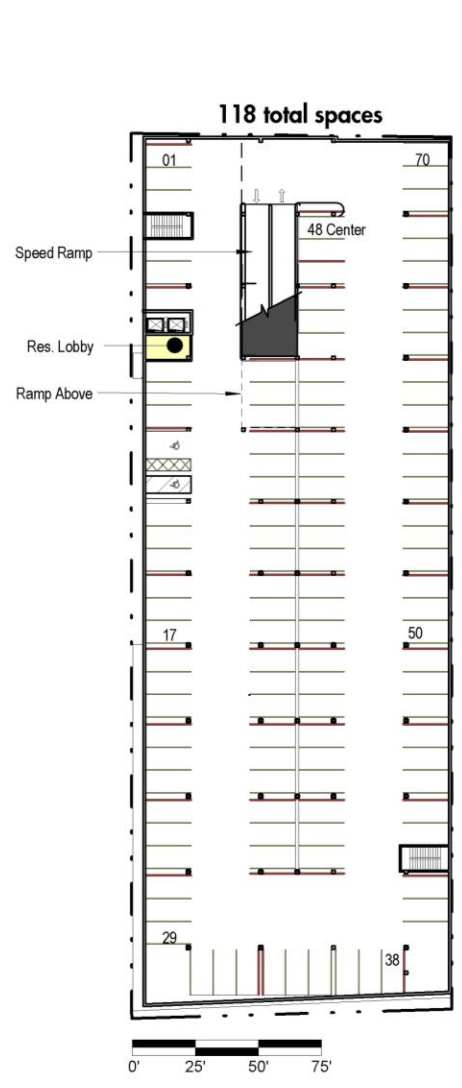 118 total spaces
01
70
48 Center
Speed Ramp
Res. Lobby
Ramp Above
17
50
29
38
0' 25' 50' 75'